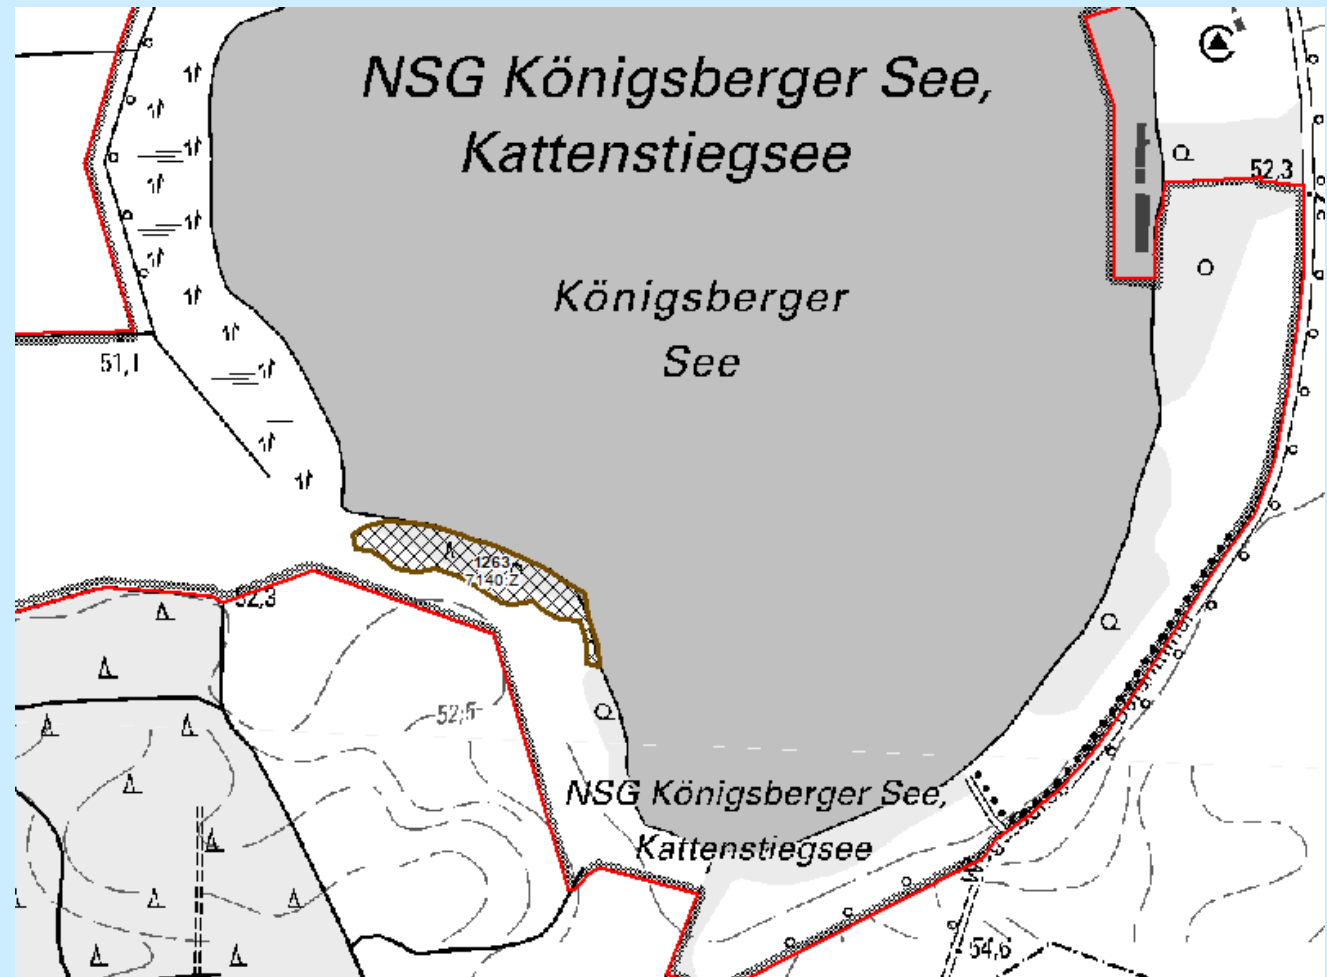 NSG Königsberger See,
Kattenstiegsee
52,3
Königsberger
See
51,1
1263
7140 Z
52,3
52,5
NSG Königsberger See,
Kattenstiegsee
54,6